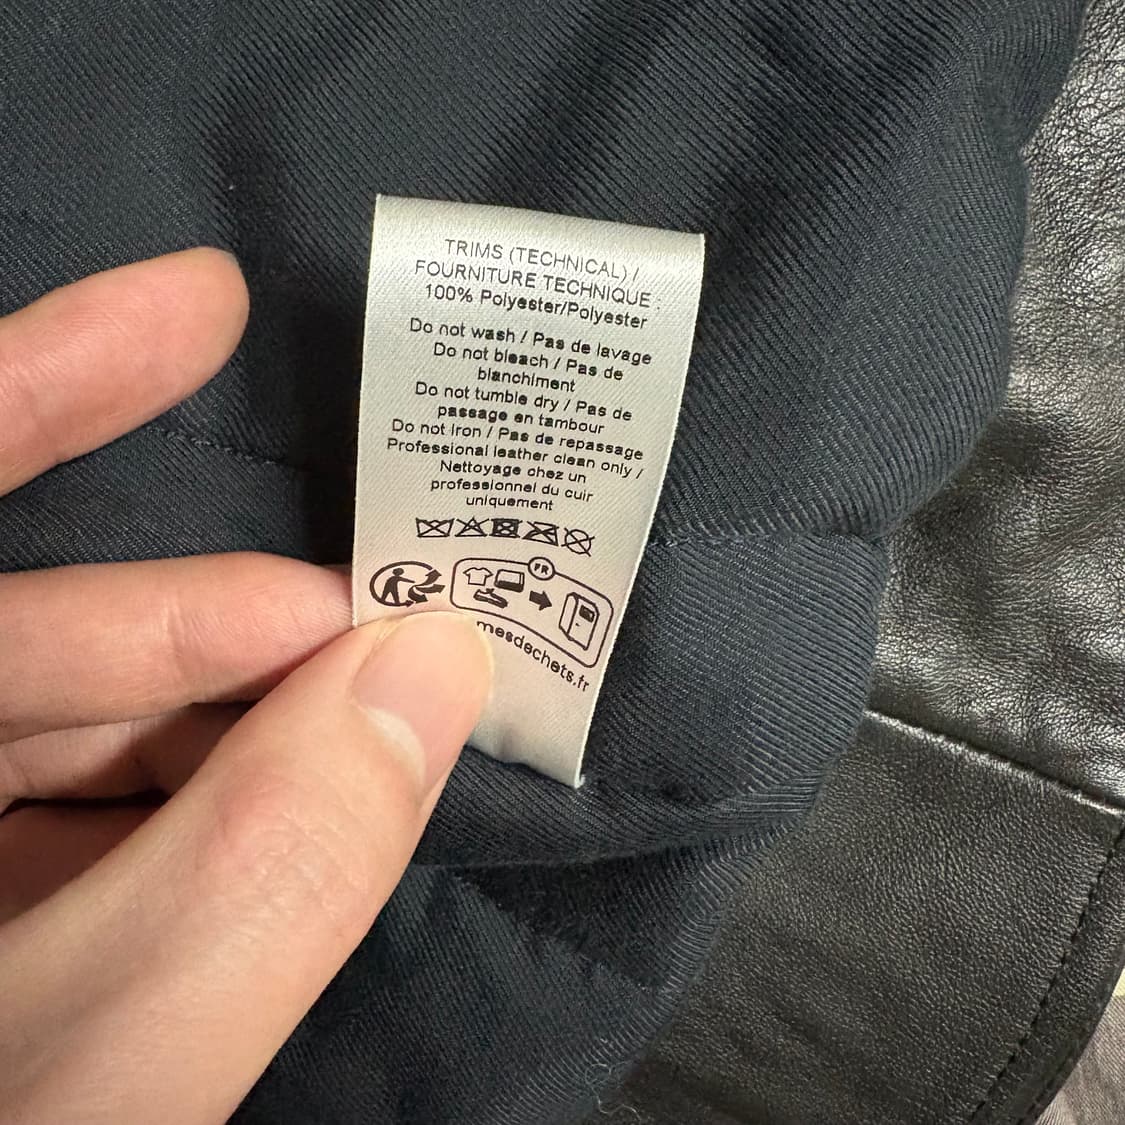 TRIMS (TECHNICAL) /
FOURNITURE TECHNIQUE :
100% Polyester/Polyester
Do not wash / Pas de lavage
Do not bleach / Pas de
blanchiment
Do not tumble dry / Pas de
passage en tambour
Do not Iron / Pas de repassage
Professional leather clean only /
Nettoyage chez un
professionnel du cuir
uniquement
FR
mesdechets.fr